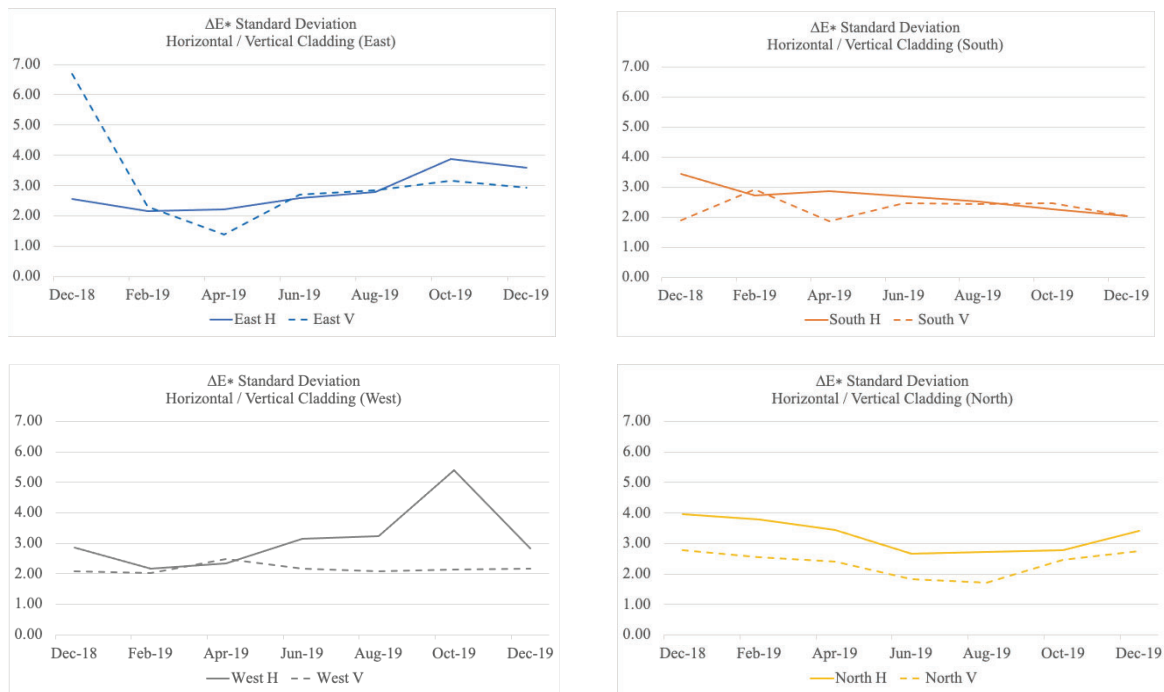 ΔE* Standard Deviation
Horizontal / Vertical Cladding (East)
7.00
6.00
5.00
4.00
3.00
2.00
1.00
0.00
Dec-18 Feb-19 Apr-19 Jun-19 Aug-19 Oct-19 Dec-19
East H East V
ΔE* Standard Deviation
Horizontal / Vertical Cladding (South)
7.00
6.00
5.00
4.00
3.00
2.00
1.00
0.00
Dec-18 Feb-19 Apr-19 Jun-19 Aug-19 Oct-19 Dec-19
South H South V
ΔE* Standard Deviation
Horizontal / Vertical Cladding (West)
7.00
6.00
5.00
4.00
3.00
2.00
1.00
0.00
Dec-18 Feb-19 Apr-19 Jun-19 Aug-19 Oct-19 Dec-19
West H West V
ΔE* Standard Deviation
Horizontal / Vertical Cladding (North)
7.00
6.00
5.00
4.00
3.00
2.00
1.00
0.00
Dec-18 Feb-19 Apr-19 Jun-19 Aug-19 Oct-19 Dec-19
North H North V